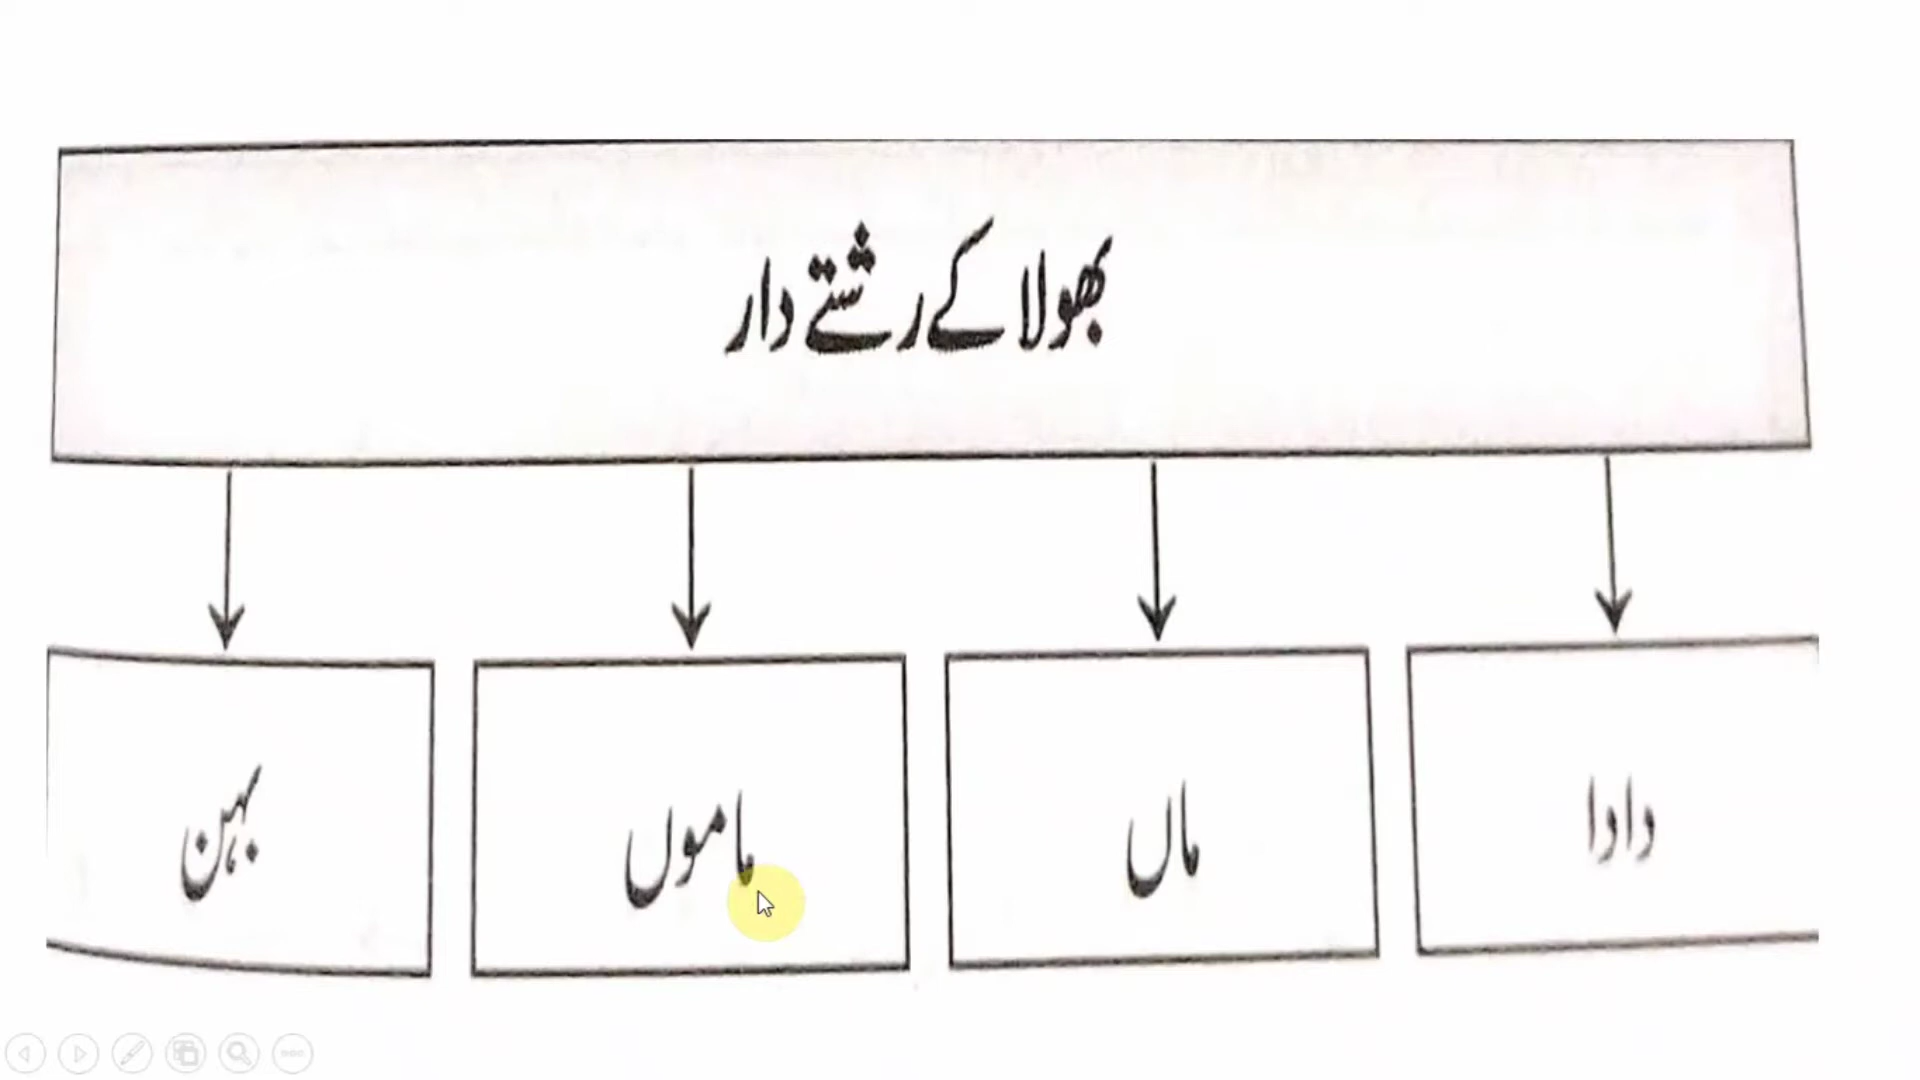 بھولا کے رشتے دار
دادا
ماں
ماموں
بہن